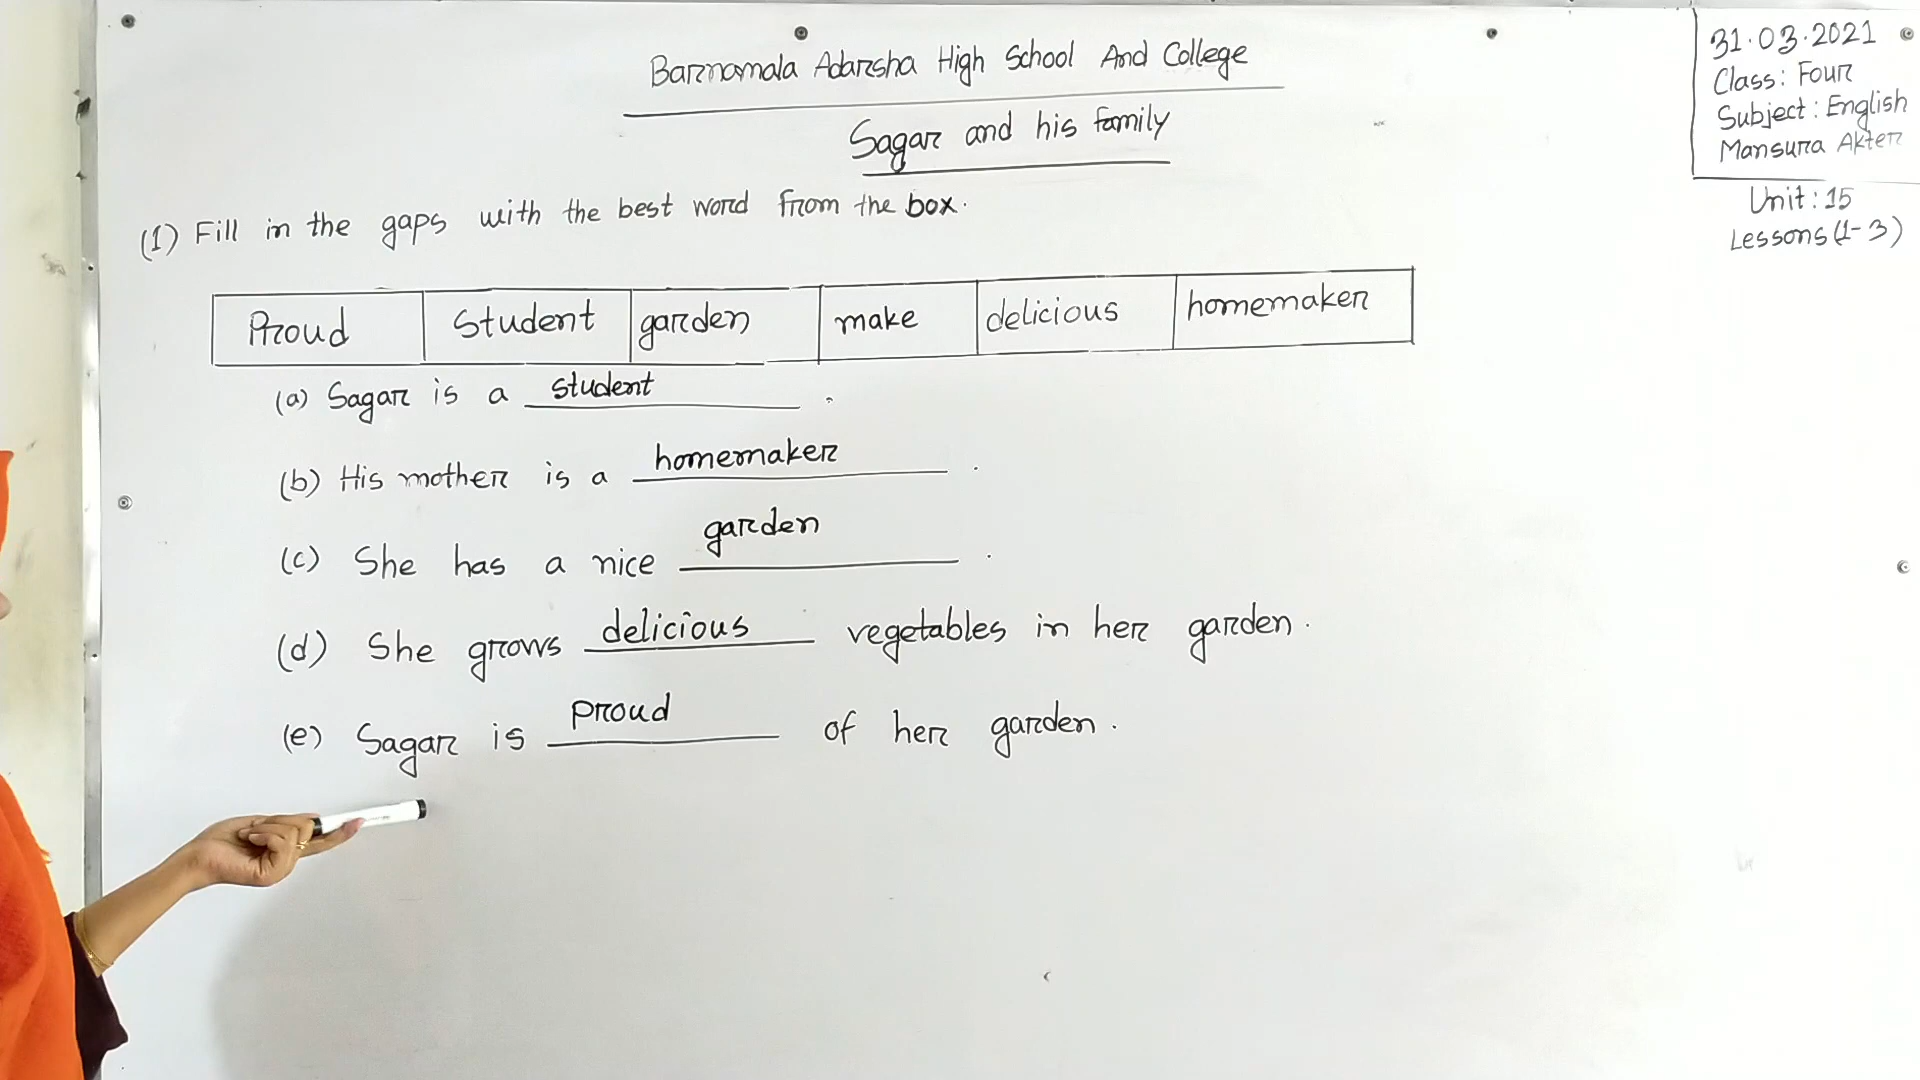 Barnamala Adarsha High School And College
Sagar and his family
31.03.2021
Class: Four
Subject: English
Mansura Akter
Unit: 15
Lessons (1-3)
(1) Fill in the gaps with the best word from the box.
Proud student garden make delicious homemaker
(a) Sagar is a student.
(b) His mother is a homemaker.
(c) She has a nice garden.
(d) She grows delicious vegetables in her garden.
(e) Sagar is proud of her garden.